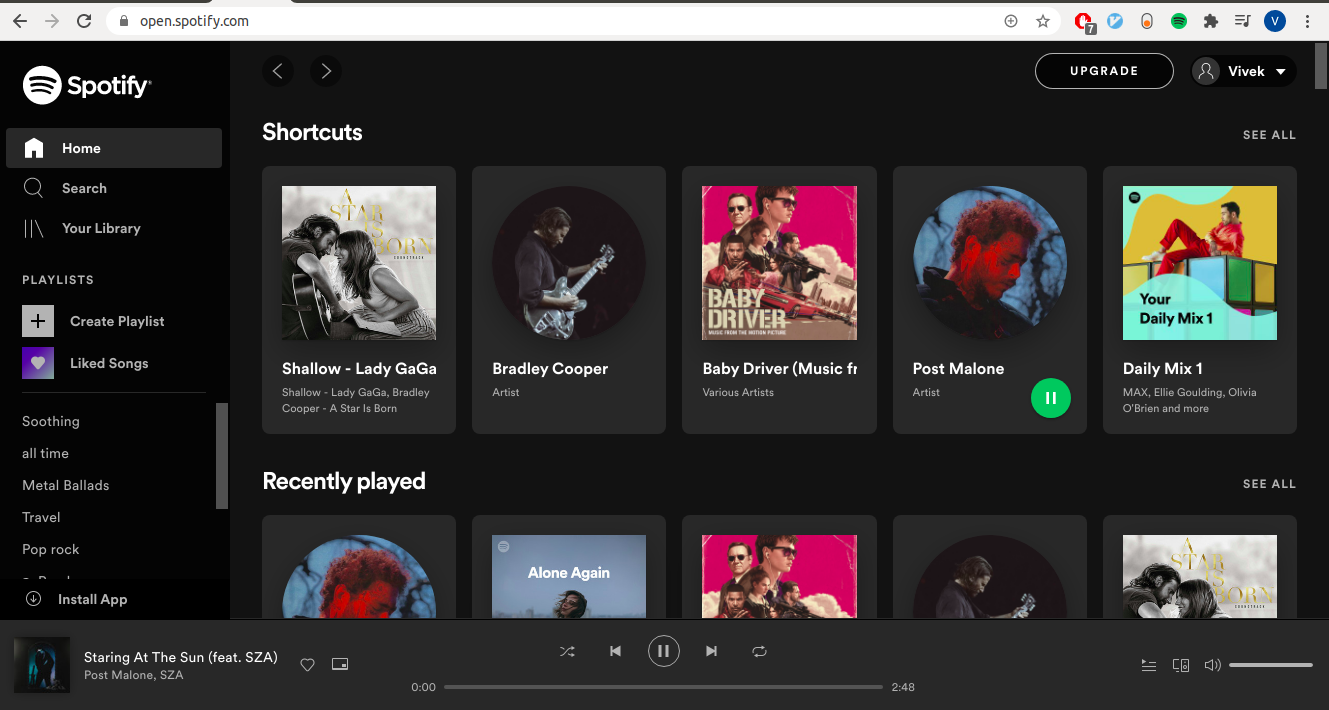 open.spotify.com
7
V
Spotify®
UPGRADE
Vivek
Home
Search
Your Library
PLAYLISTS
Create Playlist
Liked Songs
Soothing
all time
Metal Ballads
Travel
Pop rock
Install App
Shortcuts
SEE ALL
A
STAR
IS
BORN
SOUNDTRACK
Shallow - Lady GaGa
Shallow - Lady GaGa, Bradley
Cooper - A Star Is Born
Bradley Cooper
Artist
BABY
DRIVER
MUSIC FROM THE MOTION PICTURE
Baby Driver (Music fr
Various Artists
Post Malone
Artist
Your
Daily Mix 1
Daily Mix 1
MAX, Ellie Goulding, Olivia
O'Brien and more
Recently played
SEE ALL
Alone Again
A
STAR
IS
BORN
SOUNDTRACK
Staring At The Sun (feat. SZA)
Post Malone, SZA
0:00
2:48